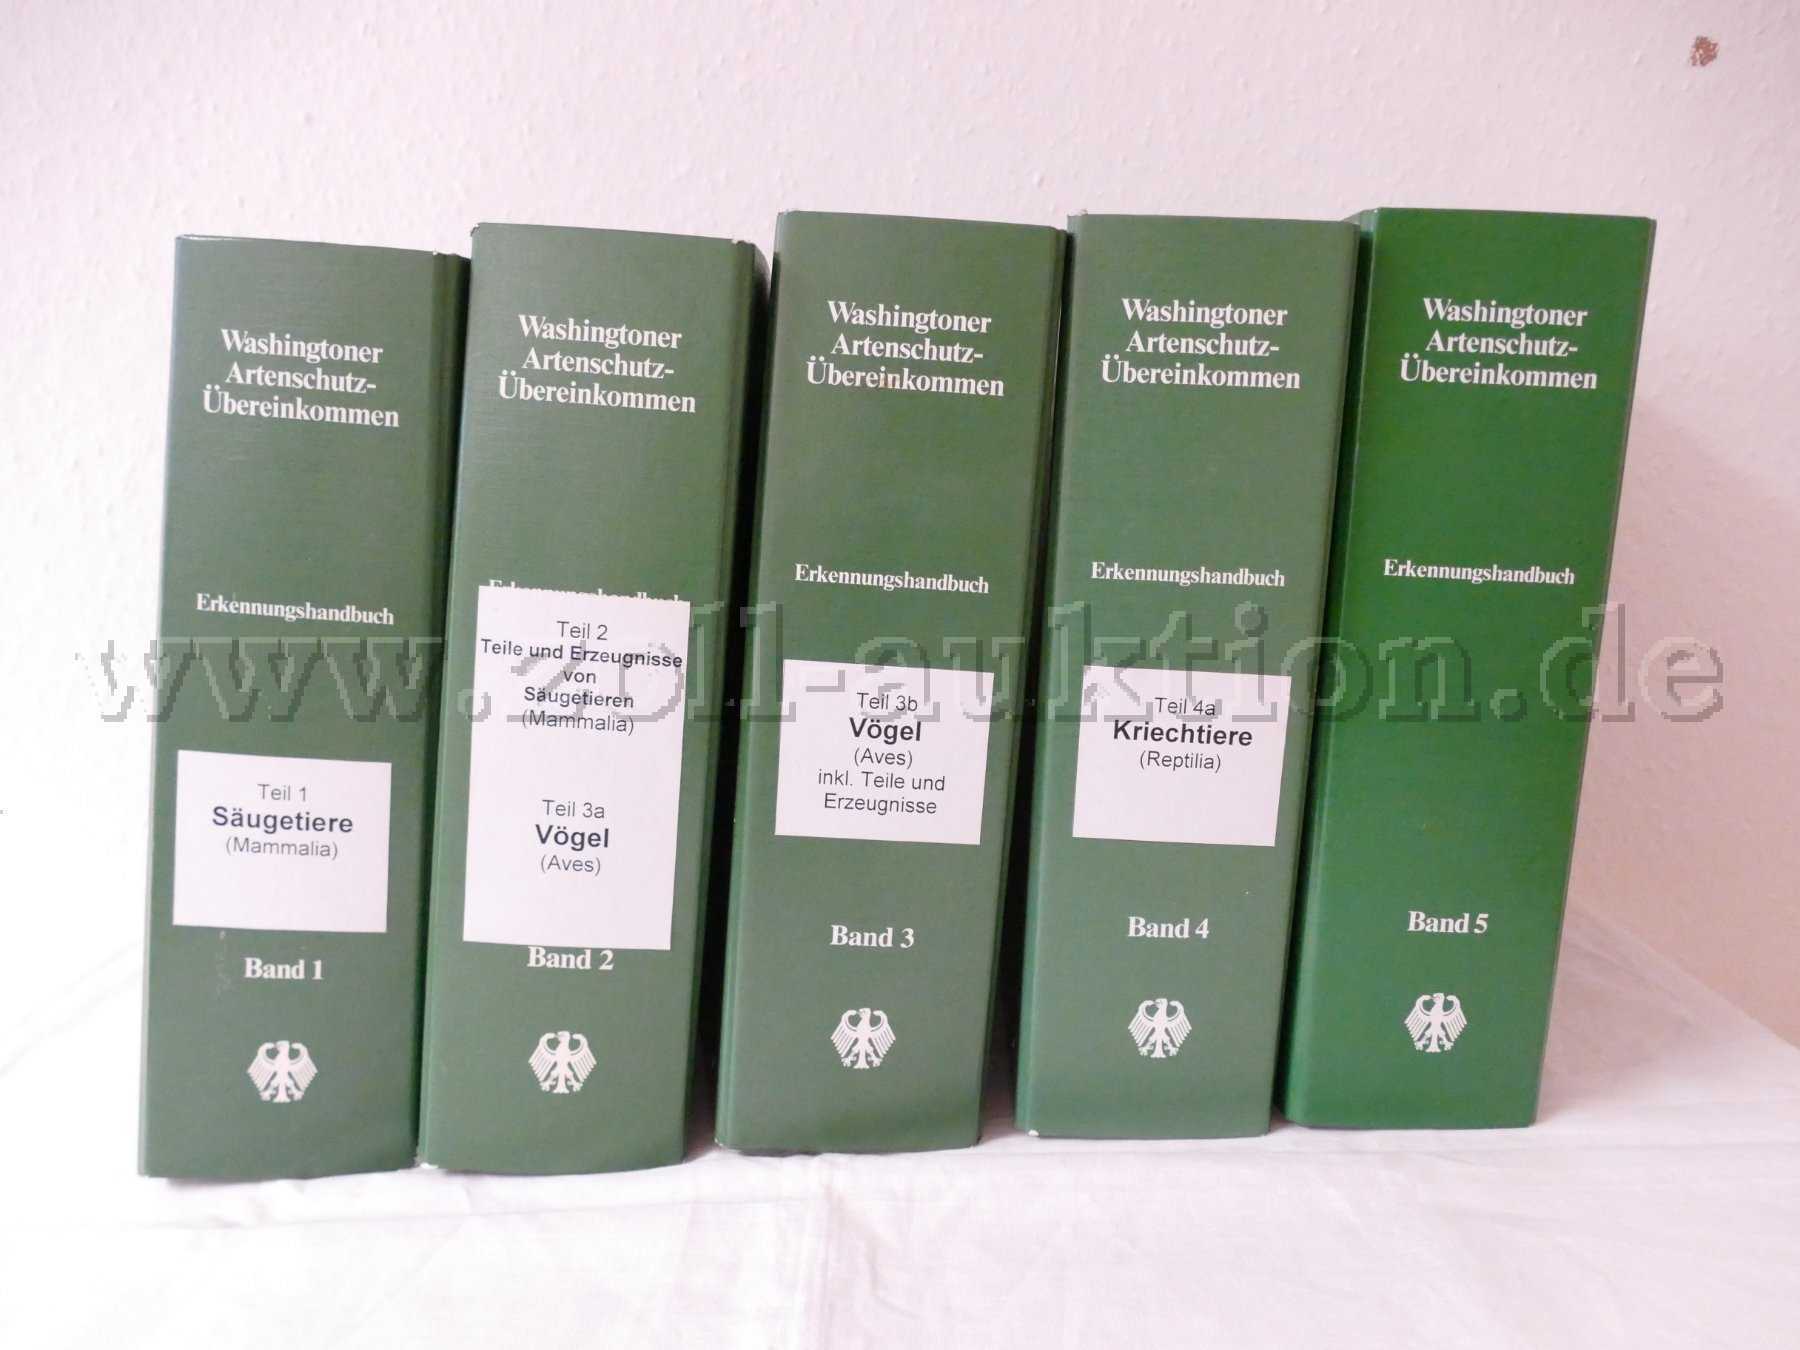 Washingtoner
Artenschutz-
Übereinkommen
Erkennungshandbuch
Teil 1
Säugetiere
(Mammalia)
Band 1
Washingtoner
Artenschutz-
Übereinkommen
Erkennungshandbuch
Teil 2
Teile und Erzeugnisse
von
Säugetieren
(Mammalia)
Teil 3a
Vögel
(Aves)
Band 2
Washingtoner
Artenschutz-
Übereinkommen
Erkennungshandbuch
Teil 3b
Vögel
(Aves)
inkl. Teile und
Erzeugnisse
Band 3
Washingtoner
Artenschutz-
Übereinkommen
Erkennungshandbuch
Teil 4a
Kriechtiere
(Reptilia)
Band 4
Washingtoner
Artenschutz-
Übereinkommen
Erkennungshandbuch
Band 5
www.zoll-auktion.de